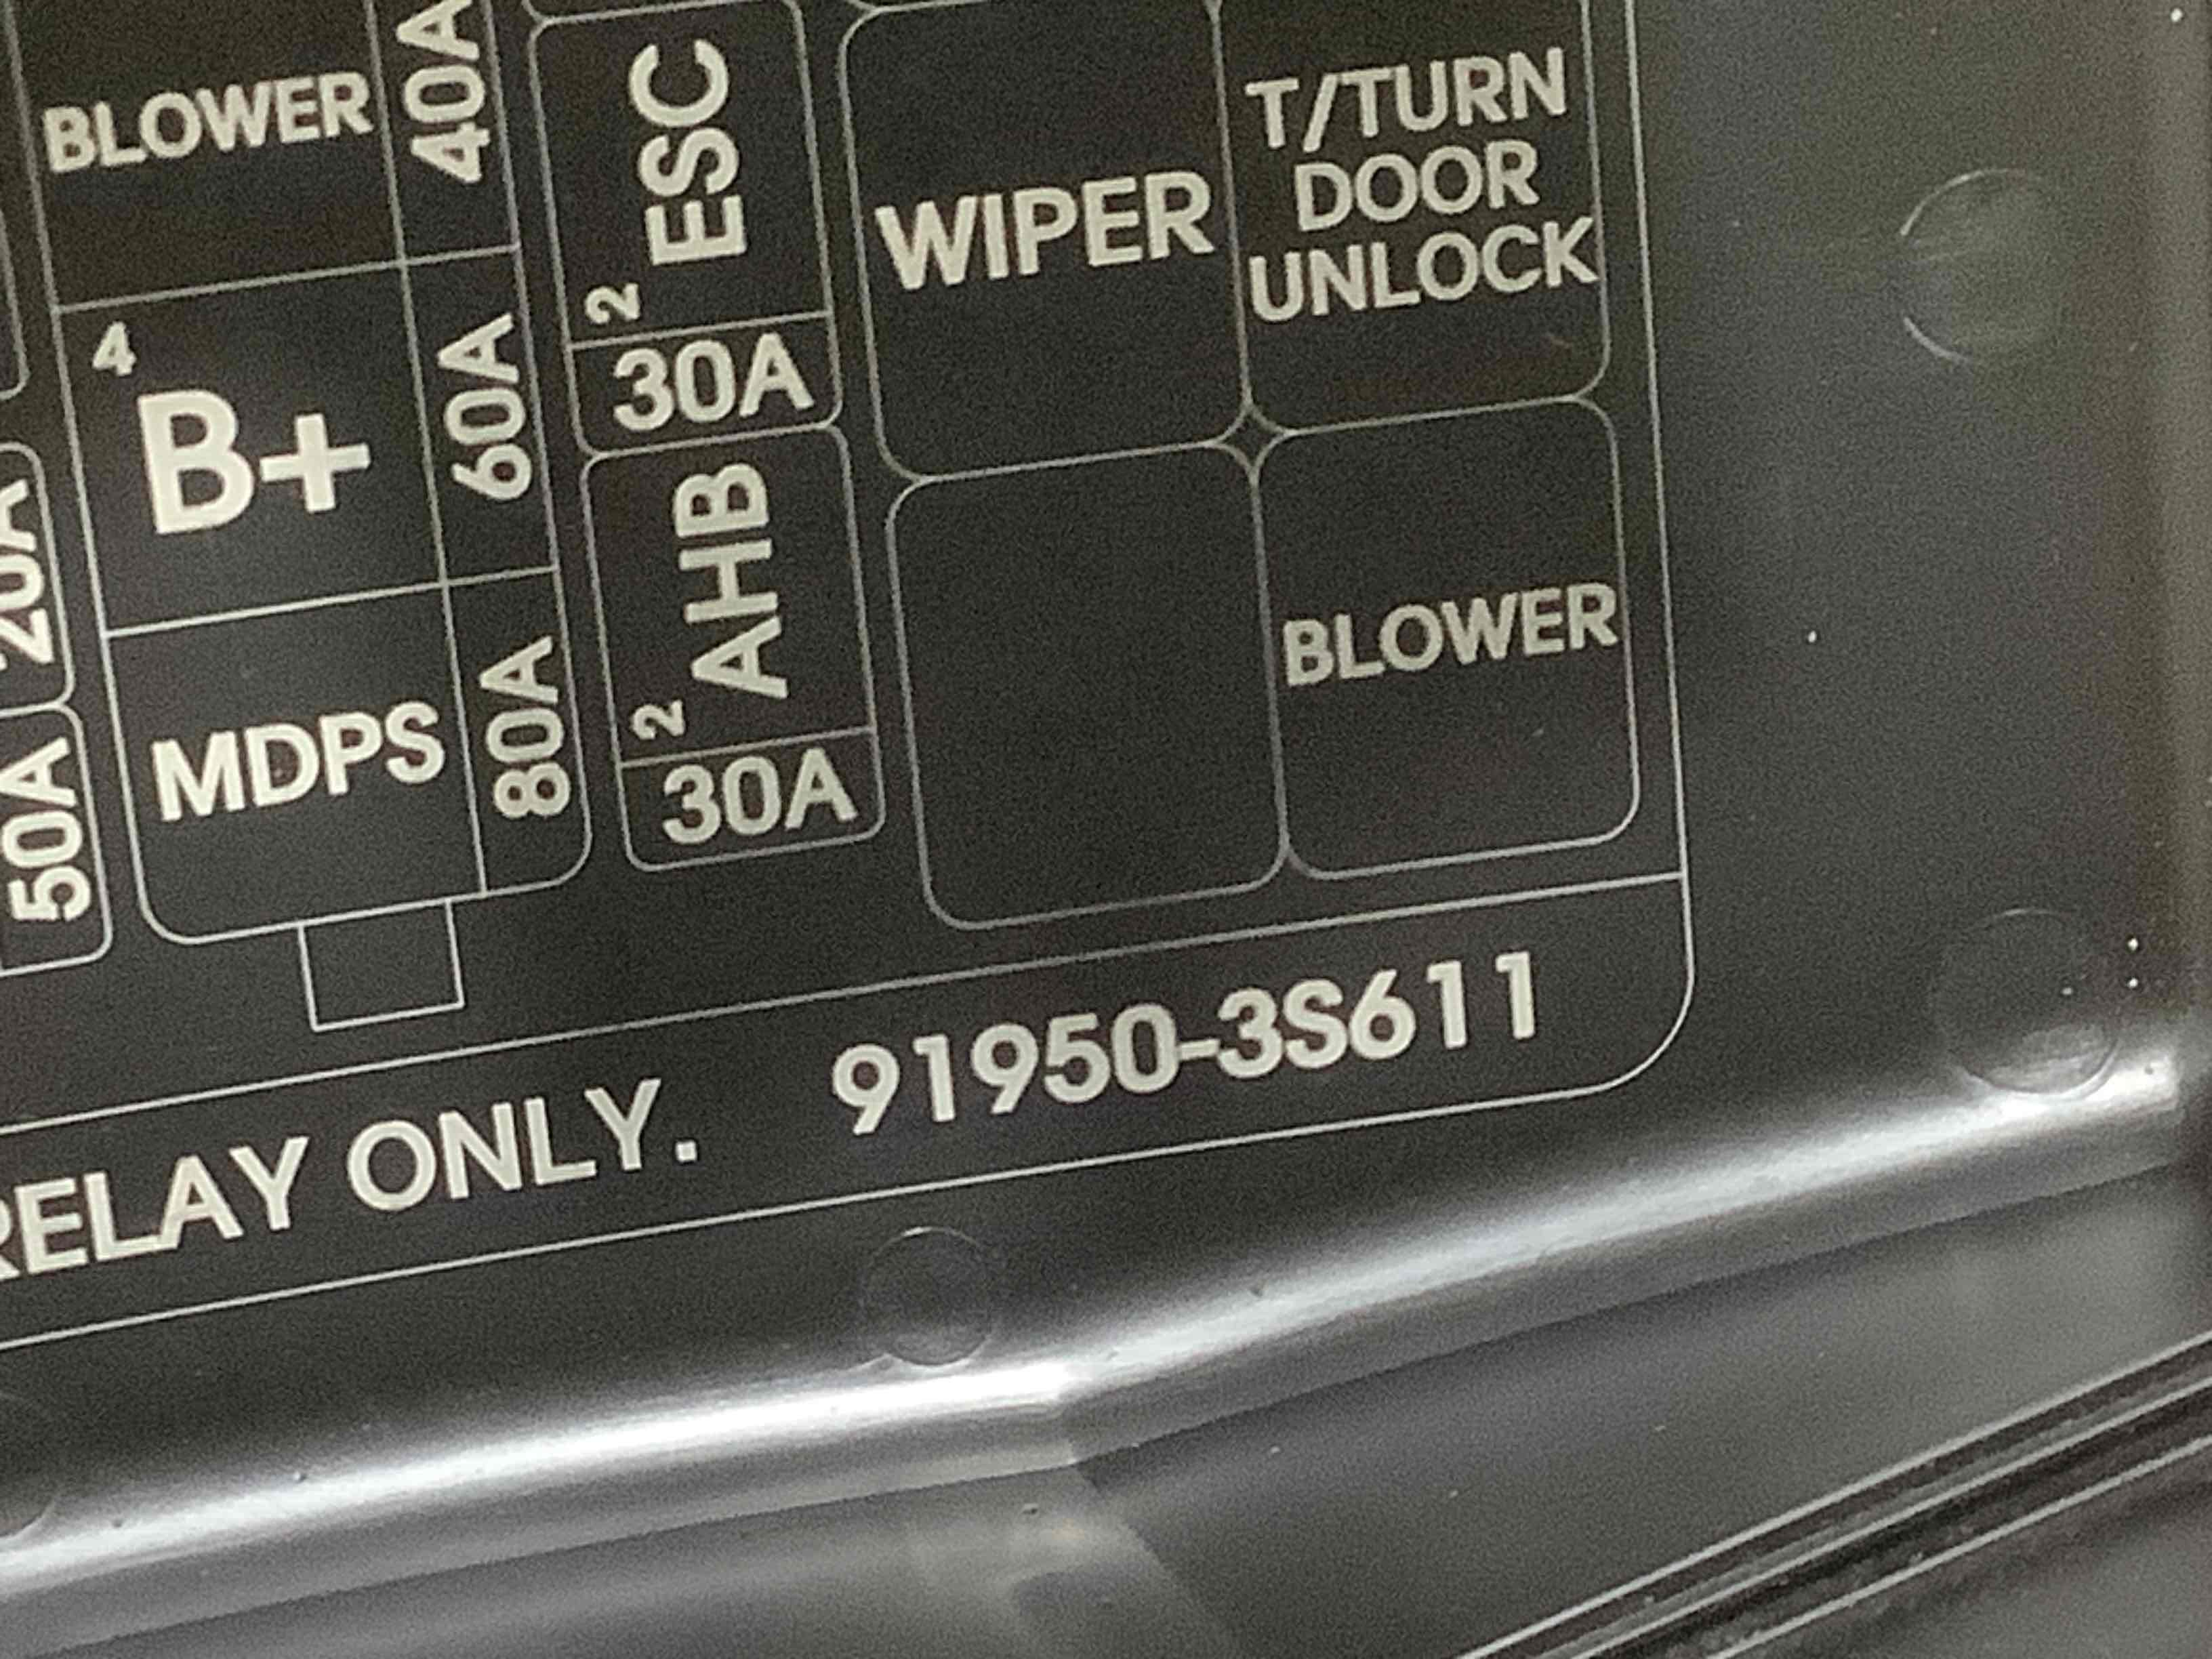 BLOWER
40A
2 ESC
30A
WIPER
T/TURN
DOOR
UNLOCK
4
B+
60A
20A
2 AHB
30A
BLOWER
MDPS
80A
50A
RELAY ONLY. 91950-3S611